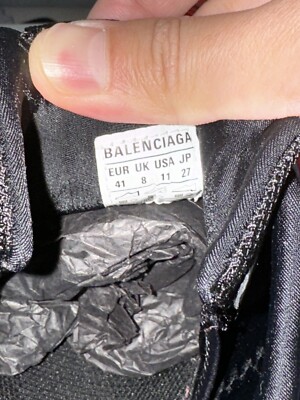 BALENCIAGA
EUR UK USA JP
41 8 11 27